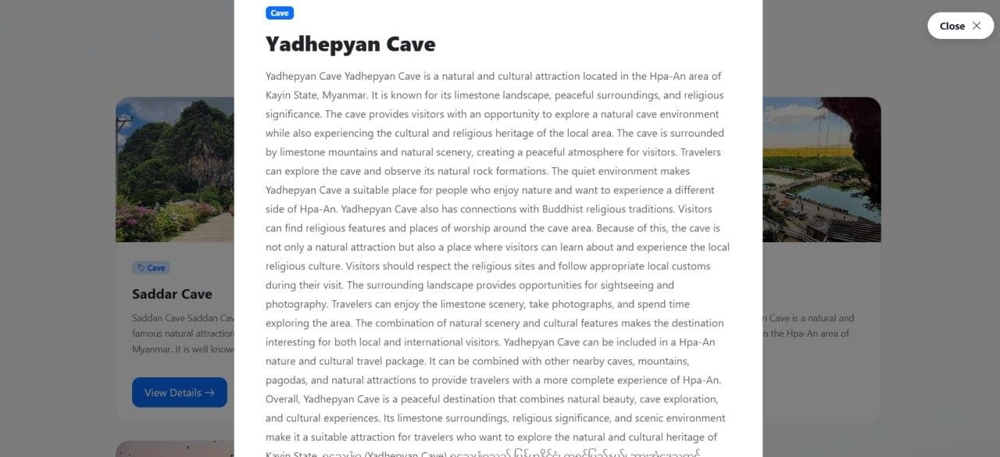 Cave
Close
Yadhepyan Cave
Yadhepyan Cave Yadhepyan Cave is a natural and cultural attraction located in the Hpa-An area of
Kayin State, Myanmar. It is known for its limestone landscape, peaceful surroundings, and religious
significance. The cave provides visitors with an opportunity to explore a natural cave environment
while also experiencing the cultural and religious heritage of the local area. The cave is surrounded
by limestone mountains and natural scenery, creating a peaceful atmosphere for visitors. Travelers
can explore the cave and observe its natural rock formations. The quiet environment makes
Yadhepyan Cave a suitable place for people who enjoy nature and want to experience a different
side of Hpa-An. Yadhepyan Cave also has connections with Buddhist religious traditions. Visitors
can find religious features and places of worship around the cave area. Because of this, the cave is
not only a natural attraction but also a place where visitors can learn about and experience the local
religious culture. Visitors should respect the religious sites and follow appropriate local customs
during their visit. The surrounding landscape provides opportunities for sightseeing and
photography. Travelers can enjoy the limestone scenery, take photographs, and spend time
exploring the area. The combination of natural scenery and cultural features makes the destination
interesting for both local and international visitors. Yadhepyan Cave can be included in a Hpa-An
nature and cultural travel package. It can be combined with other nearby caves, mountains,
pagodas, and natural attractions to provide travelers with a more complete experience of Hpa-An.
Overall, Yadhepyan Cave is a peaceful destination that combines natural beauty, cave exploration,
and cultural experiences. Its limestone surroundings, religious significance, and scenic environment
make it a suitable attraction for travelers who want to explore the natural and cultural heritage of
Kayin State. (Yadhepyan Cave)
Cave
Saddar Cave
Saddan Cave Saddan Cav
famous natural attraction
Myanmar. It is well known
View Details →
n Cave is a natural and
n the Hpa-An area of